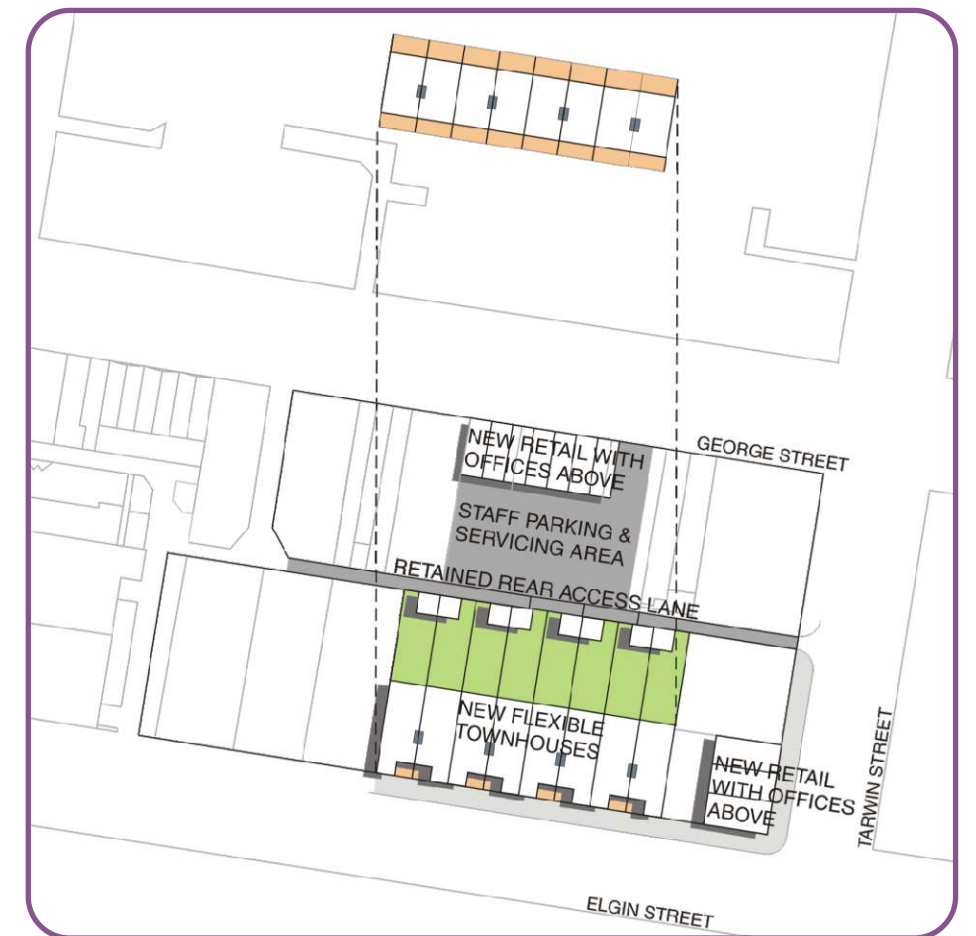 NEW RETAIL WITH
OFFICES ABOVE
GEORGE STREET
STAFF PARKING &
SERVICING AREA
RETAINED REAR ACCESS LANE
NEW FLEXIBLE
TOWNHOUSES
NEW RETAIL
WITH OFFICES
ABOVE
TARWIN STREET
ELGIN STREET